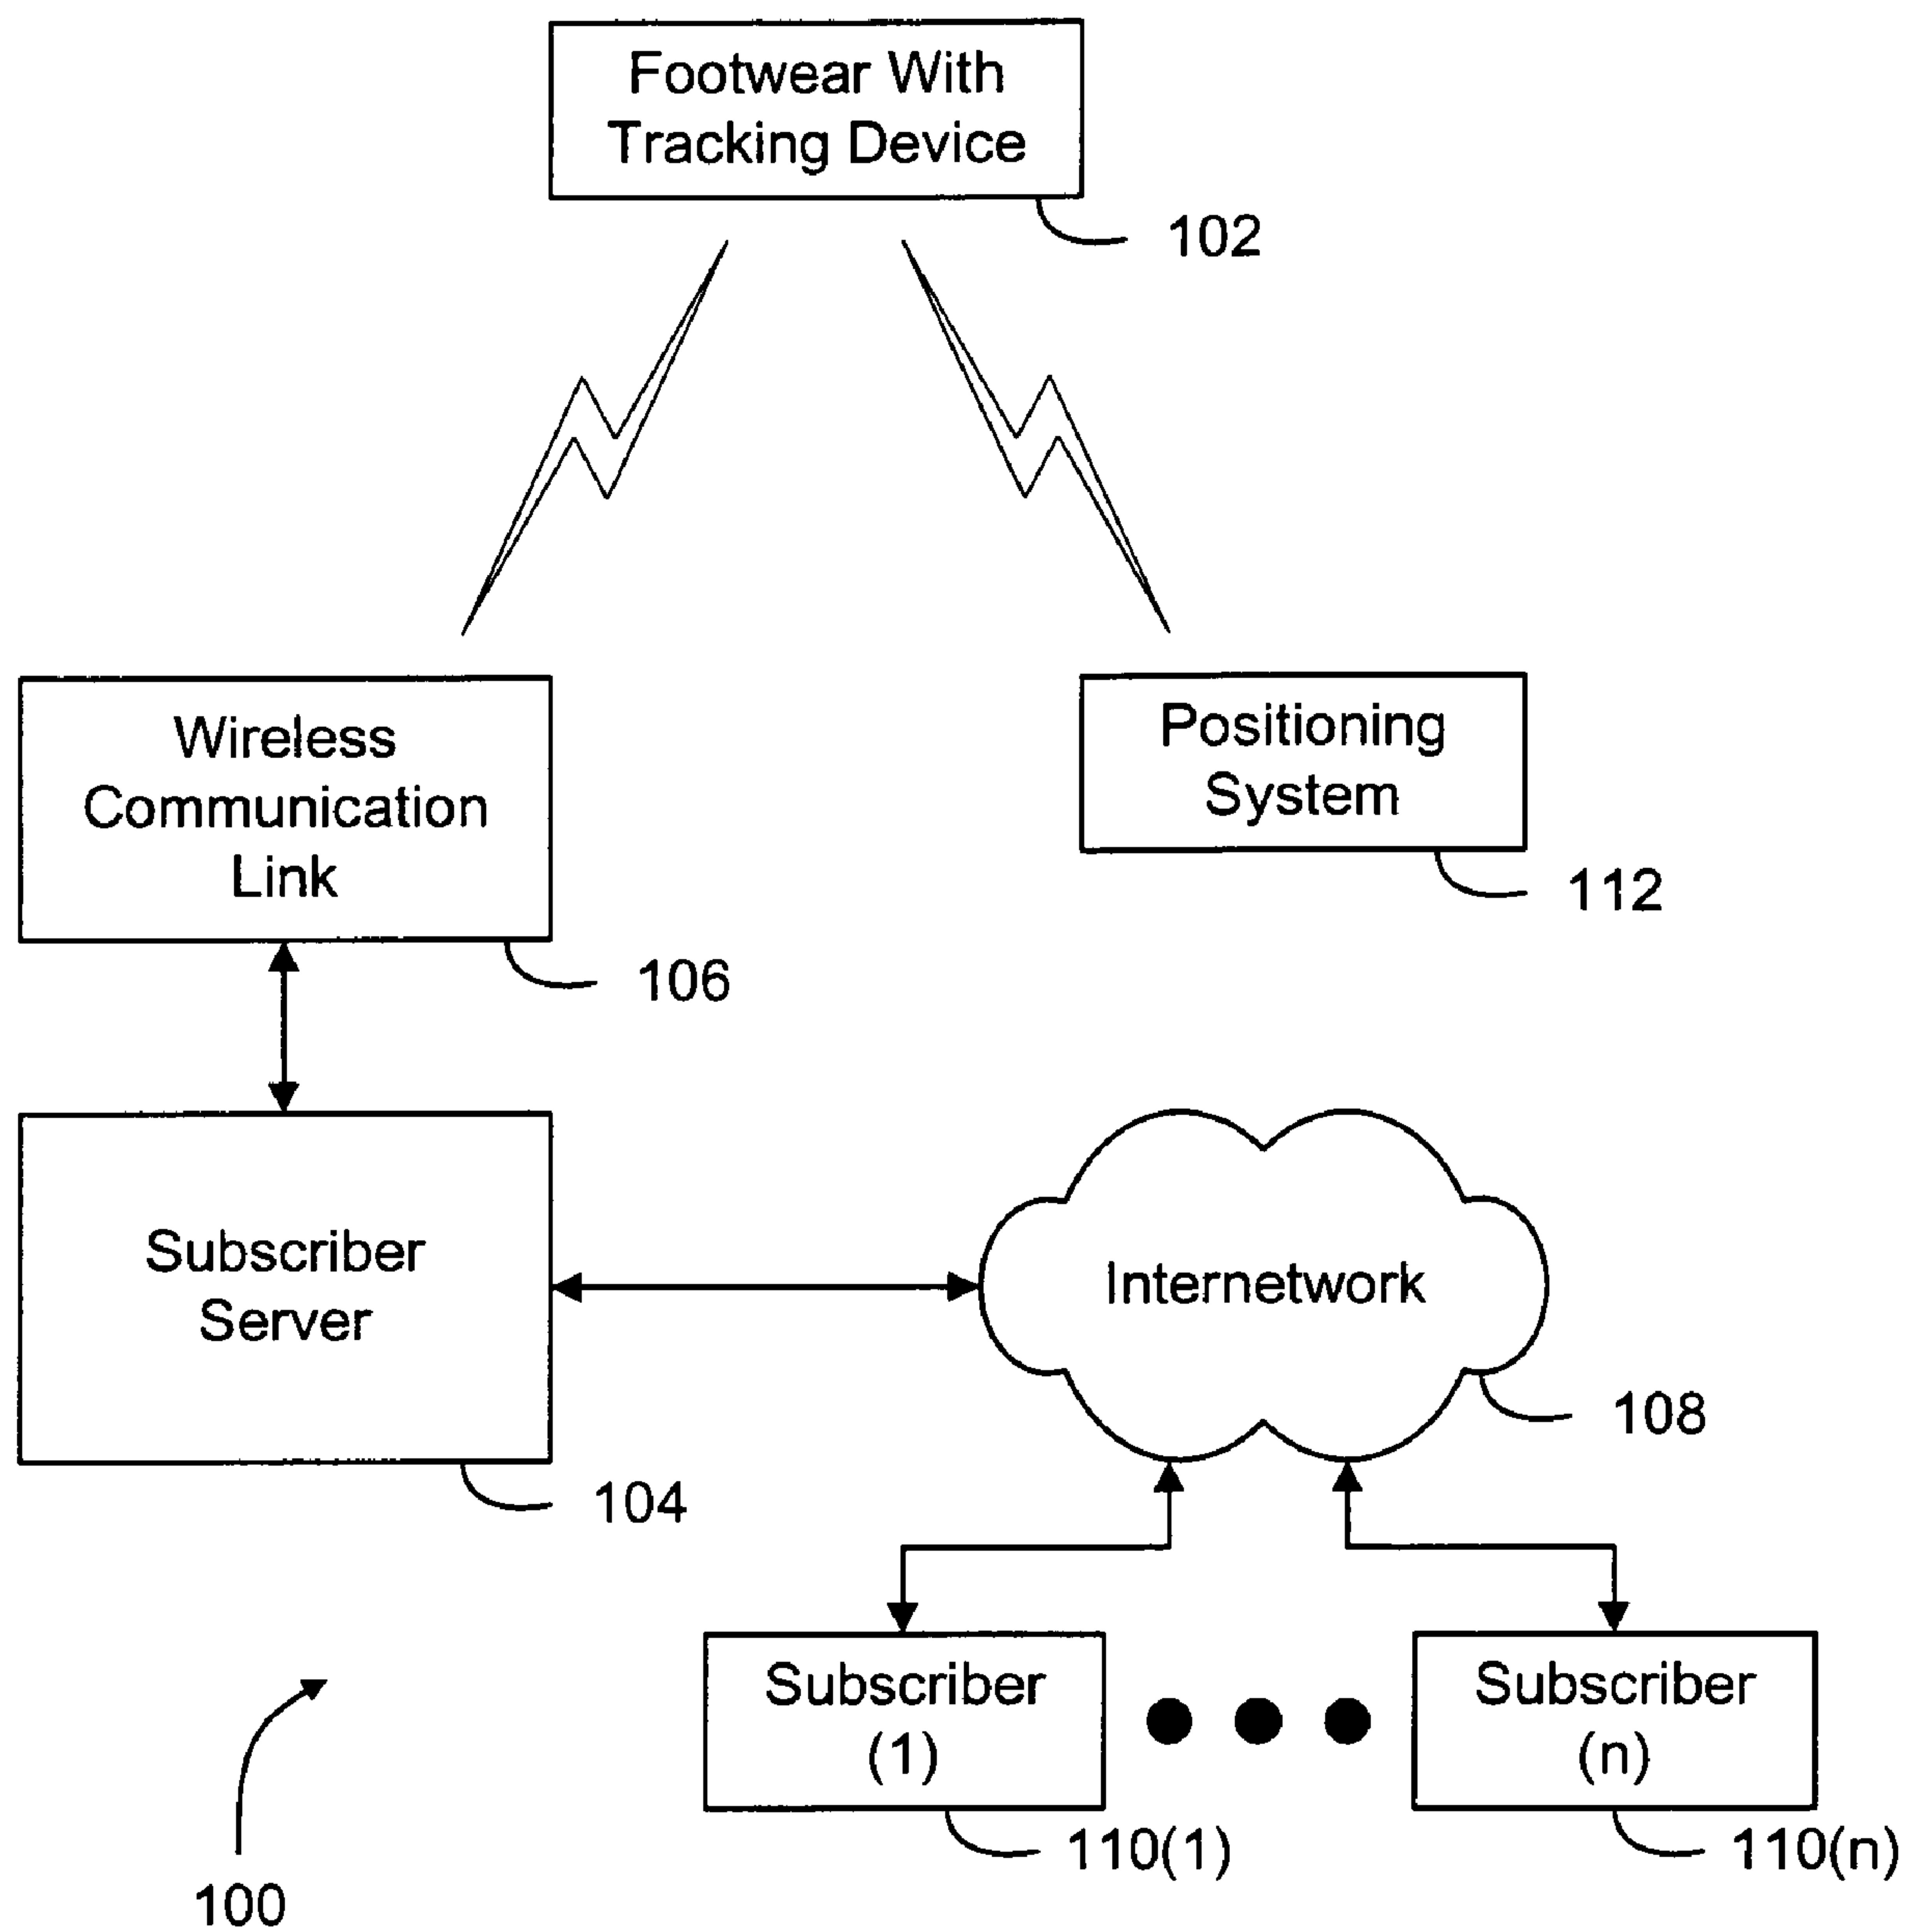 Footwear With
Tracking Device
102
Wireless
Communication
Link
106
Positioning
System
112
Subscriber
Server
104
Internetwork
108
Subscriber
(1)
110(1)
Subscriber
(n)
110(n)
100